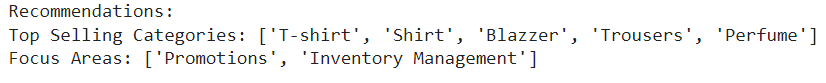 Recommendations:
Top Selling Categories: ['T-shirt', 'Shirt', 'Blazzer', 'Trousers', 'Perfume']
Focus Areas: ['Promotions', 'Inventory Management']